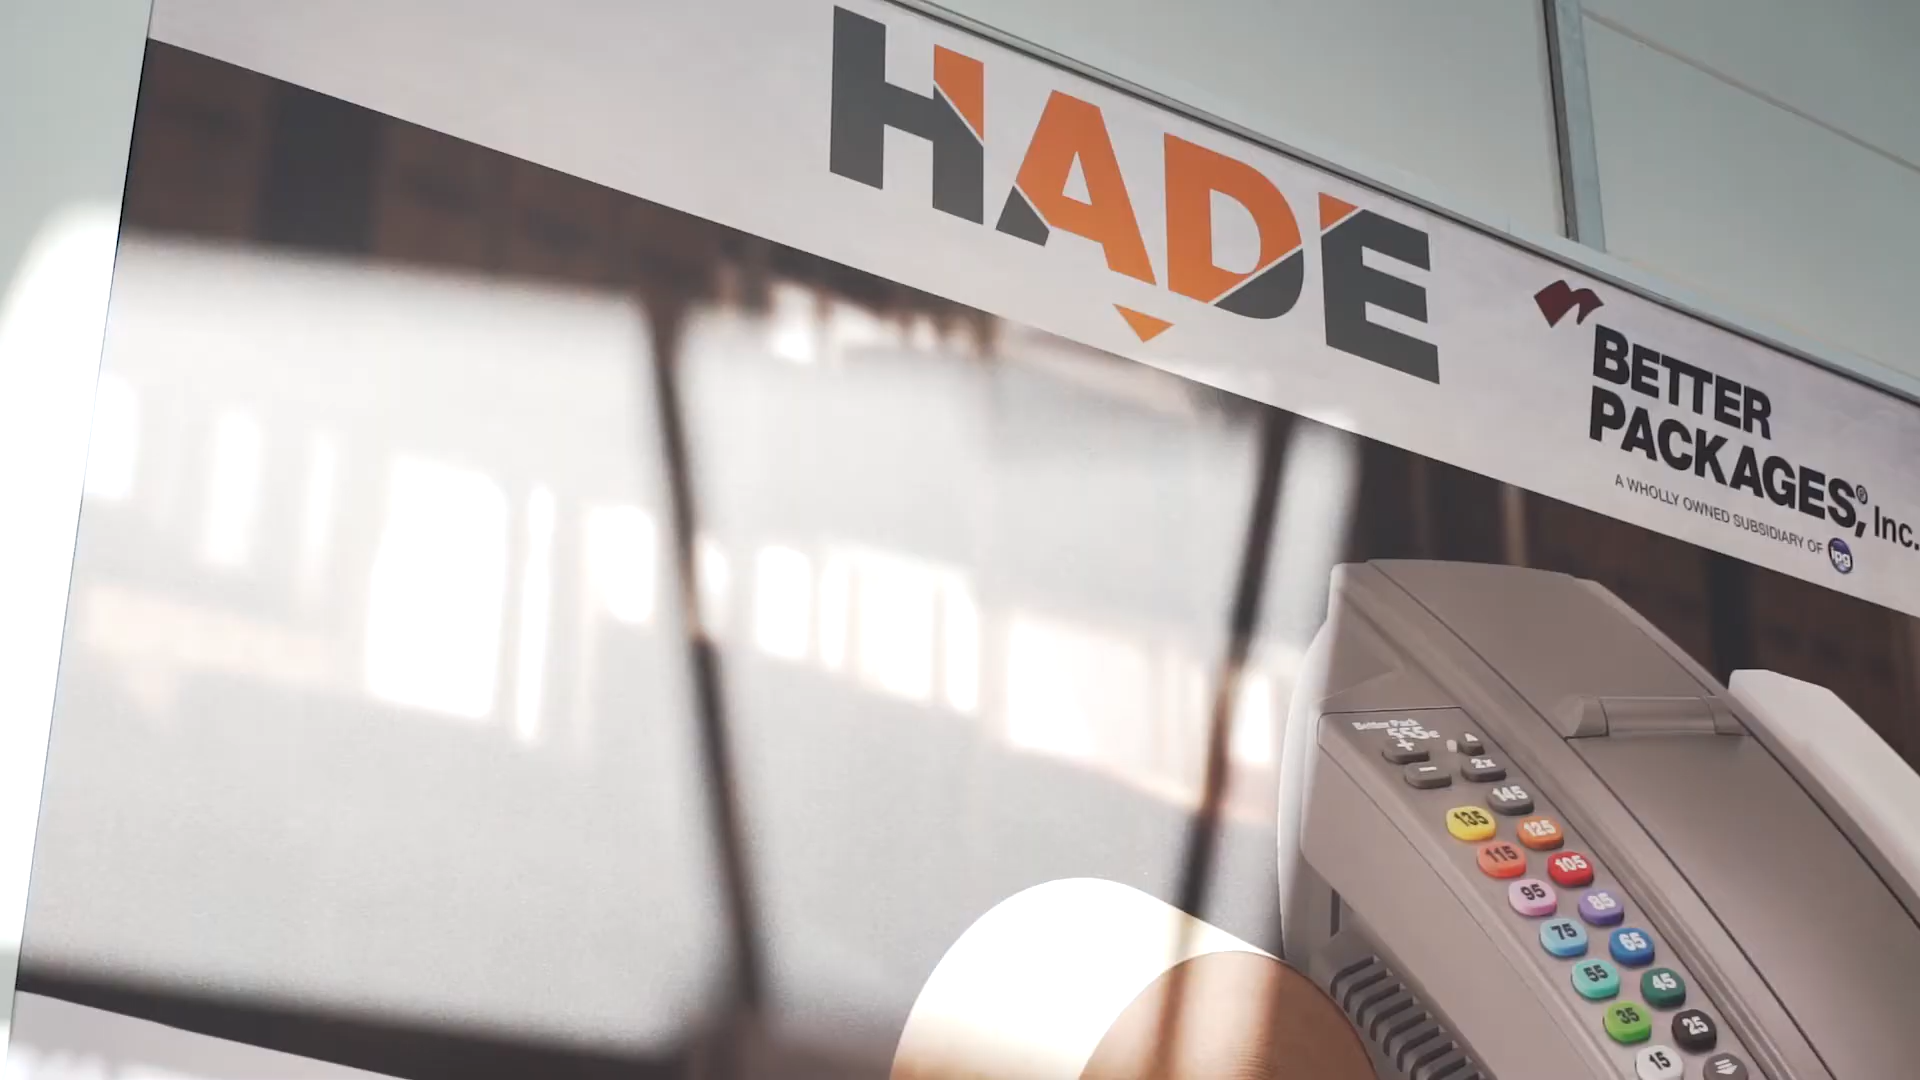 HADE
BETTER
PACKAGES®, Inc.
A WHOLLY OWNED SUBSIDIARY OF ipg
Better Pack
555e
+
- 2x
145
135 125
115 105
95 85
75 65
55 45
35 25
15